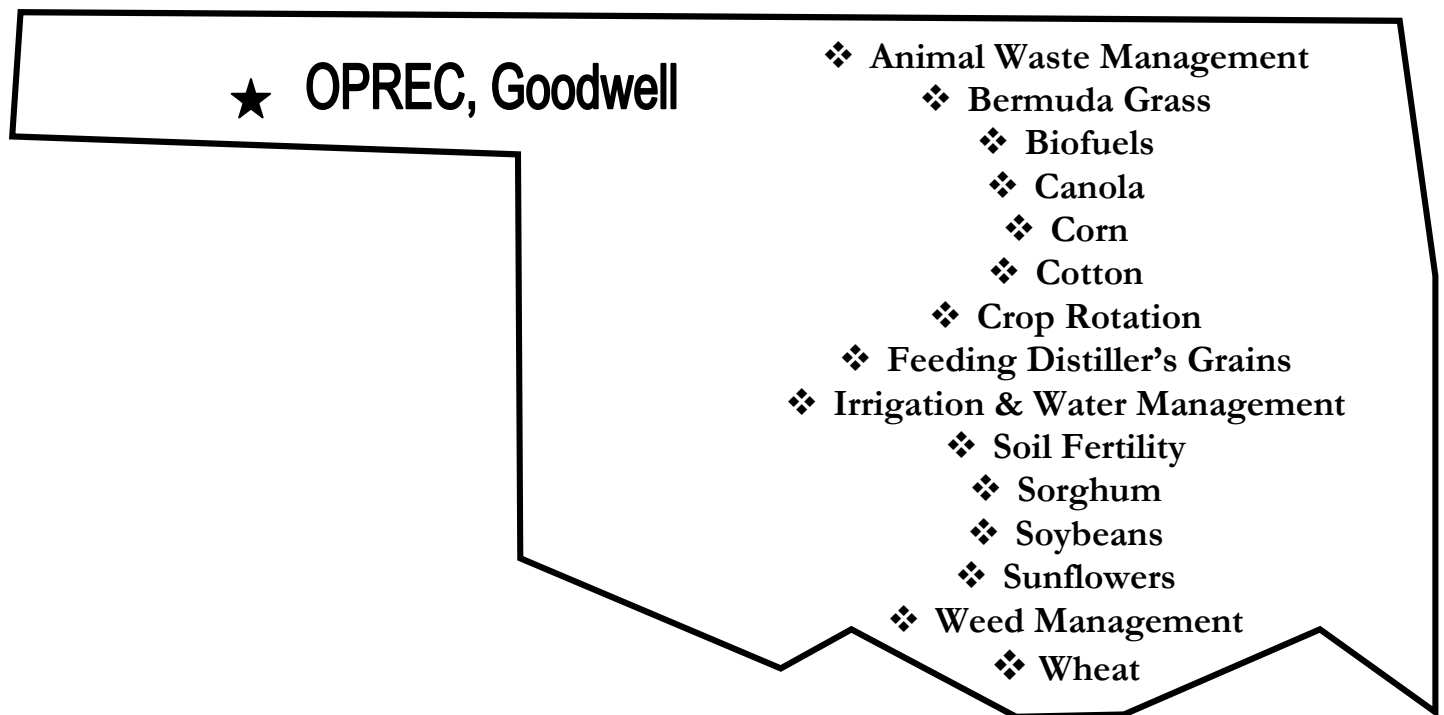 OPREC, Goodwell
❖ Animal Waste Management
❖ Bermuda Grass
❖ Biofuels
❖ Canola
❖ Corn
❖ Cotton
❖ Crop Rotation
❖ Feeding Distiller’s Grains
❖ Irrigation & Water Management
❖ Soil Fertility
❖ Sorghum
❖ Soybeans
❖ Sunflowers
❖ Weed Management
❖ Wheat